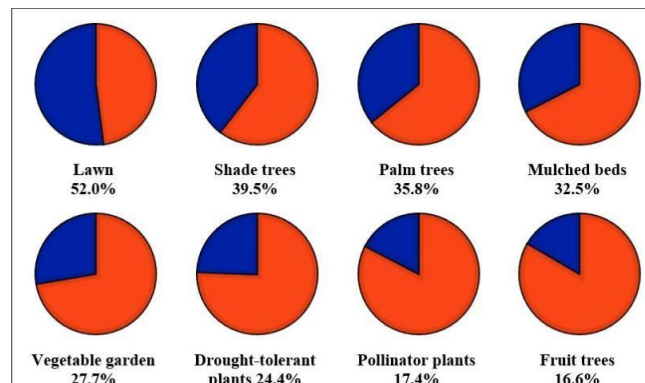 Lawn
52.0%
Shade trees
39.5%
Palm trees
35.8%
Mulched beds
32.5%
Vegetable garden
27.7%
Drought-tolerant
plants 24.4%
Pollinator plants
17.4%
Fruit trees
16.6%